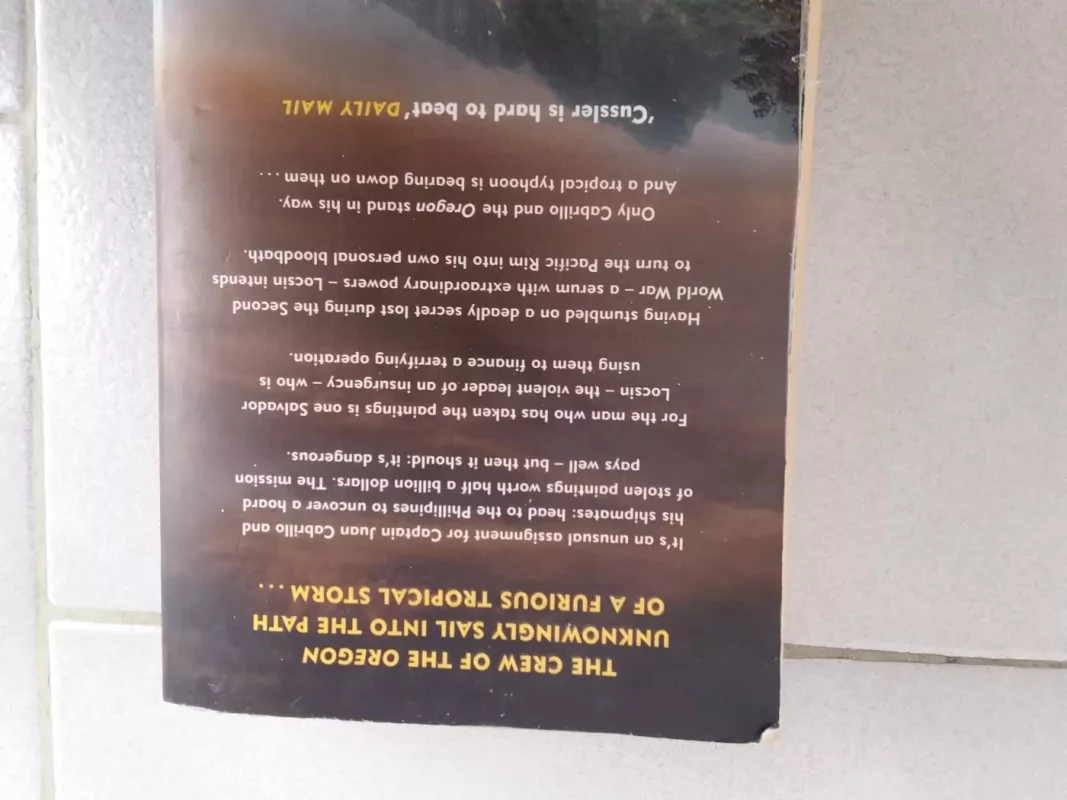 THE CREW OF THE OREGON
UNKNOWINGLY SAIL INTO THE PATH
OF A FURIOUS TROPICAL STORM ...
It's an unusual assignment for Captain Juan Cabrillo and
his shipmates: head to the Phillipines to uncover a hoard
of stolen paintings worth half a billion dollars. The mission
pays well – but then it should: it's dangerous.
For the man who has taken the paintings is one Salvador
Locsin – the violent leader of an insurgency – who is
using them to finance a terrifying operation.
Having stumbled on a deadly secret lost during the Second
World War – a serum with extraordinary powers – Locsin intends
to turn the Pacific Rim into his own personal bloodbath.
Only Cabrillo and the Oregon stand in his way.
And a tropical typhoon is bearing down on them ...
'Cussler is hard to beat' DAILY MAIL